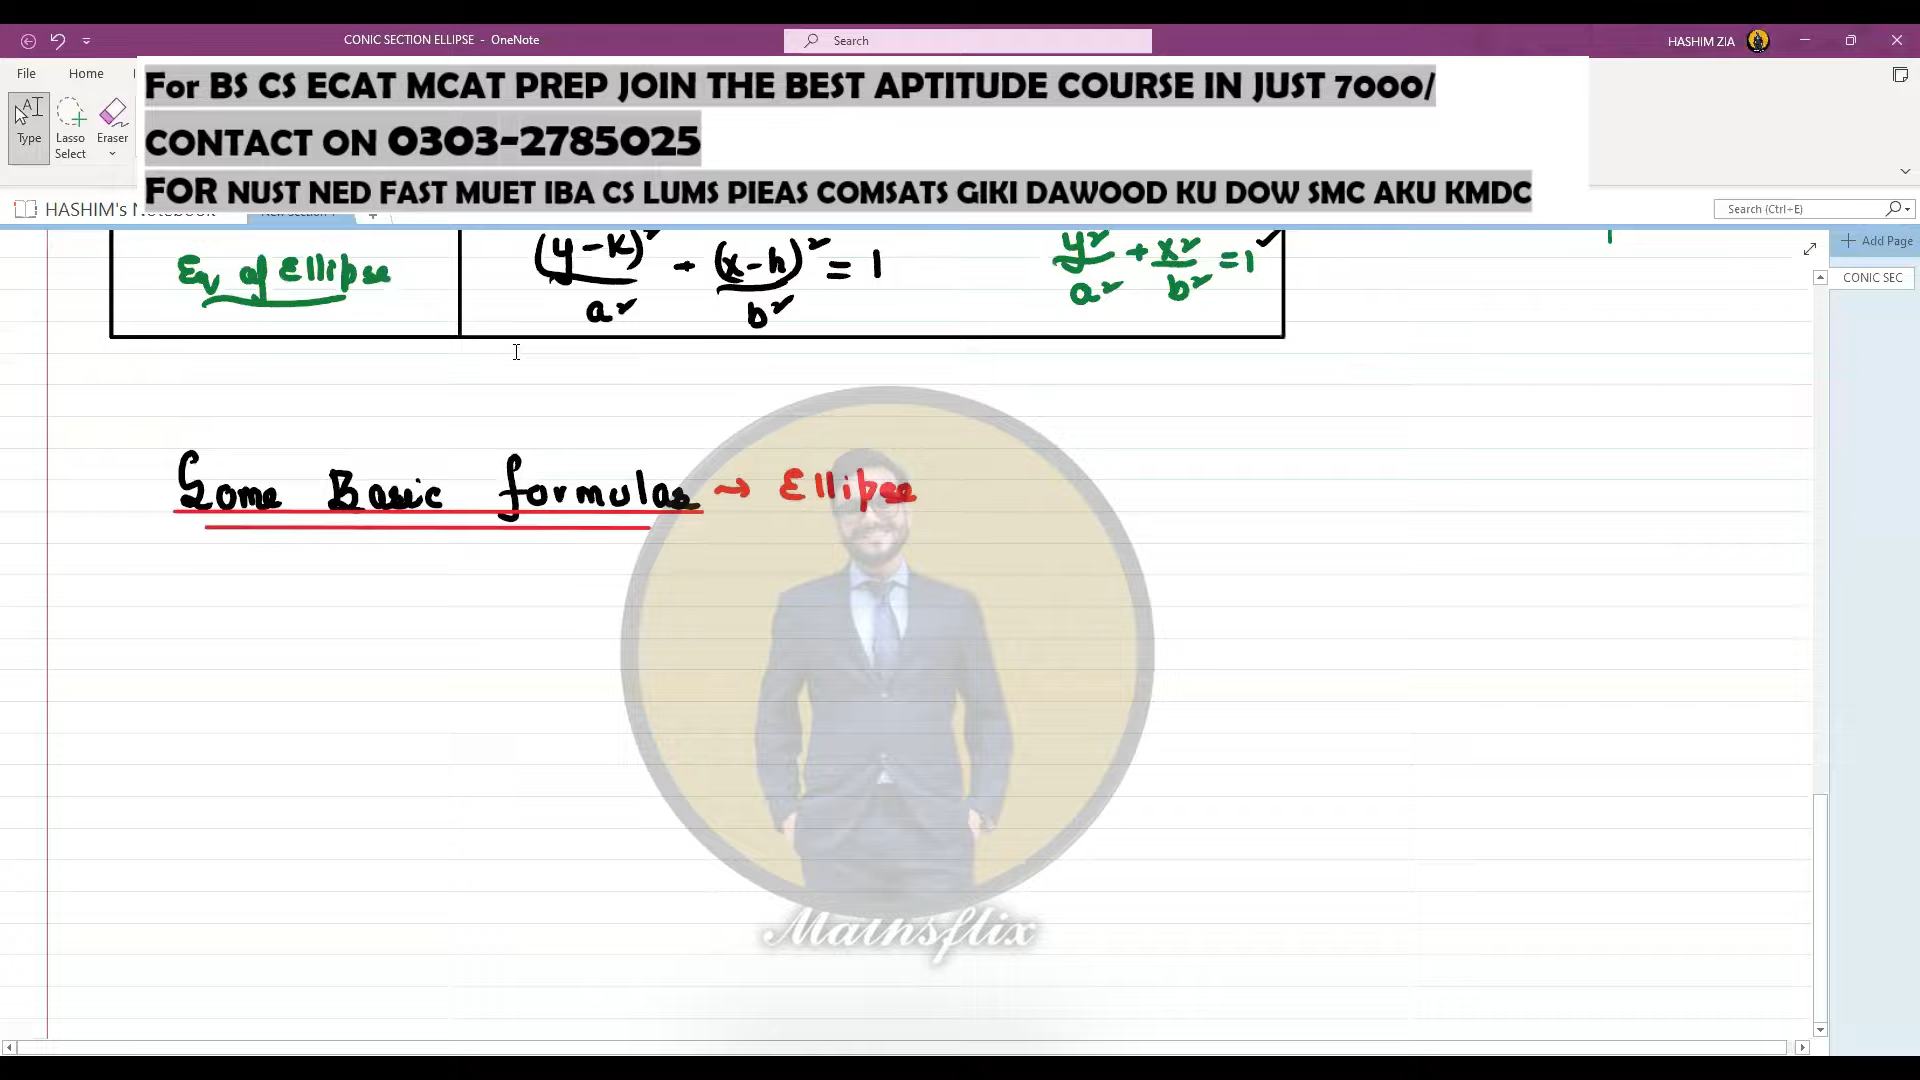 CONIC SECTION ELLIPSE - OneNote
Search
HASHIM ZIA
File Home
For BS CS ECAT MCAT PREP JOIN THE BEST APTITUDE COURSE IN JUST 7000/
CONTACT ON 0303-2785025
FOR NUST NED FAST MUET IBA CS LUMS PIEAS COMSATS GIKI DAWOOD KU DOW SMC AKU KMDC
Type Lasso Select Eraser
HASHIM's Notebook
Search (Ctrl+E)
Add Page
CONIC SEC
Eq of Ellipse (y-k)²/a² + (x-h)²/b² = 1 y²/a² + x²/b² = 1 ✓
Some Basic formulas → Ellipse
Mathsflix